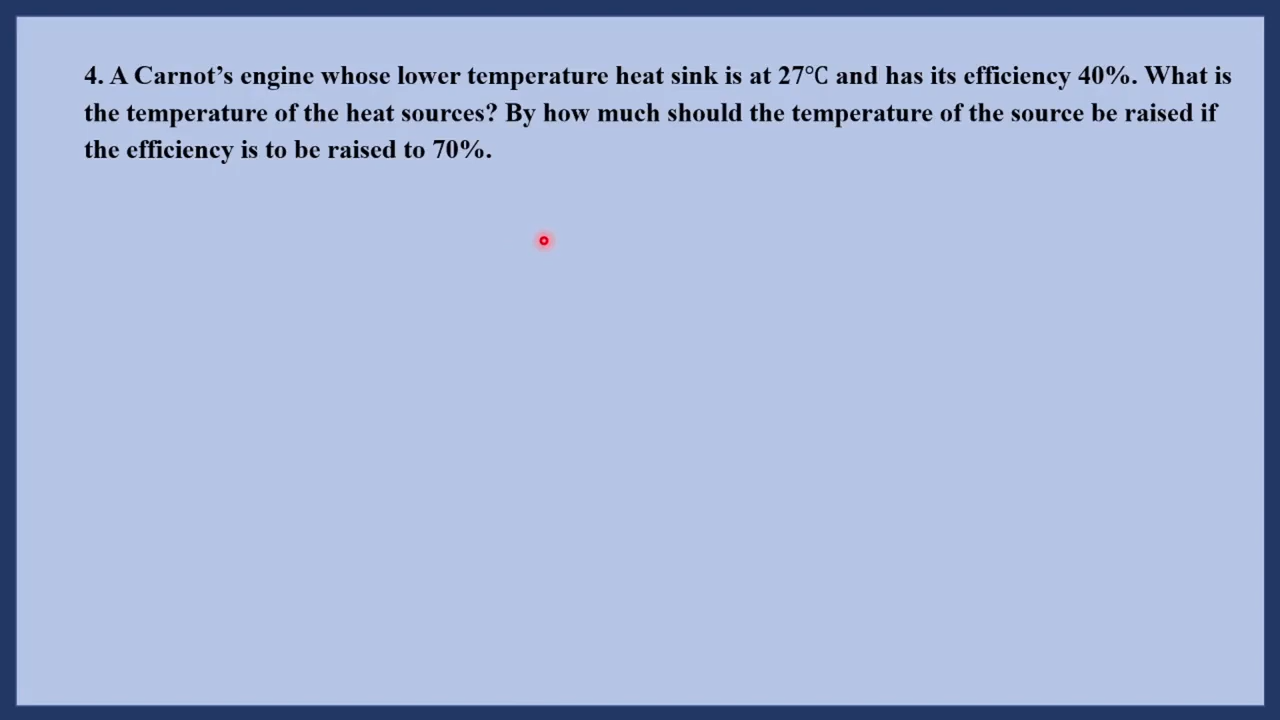 4. A Carnot’s engine whose lower temperature heat sink is at 27℃ and has its efficiency 40%. What is
the temperature of the heat sources? By how much should the temperature of the source be raised if
the efficiency is to be raised to 70%.